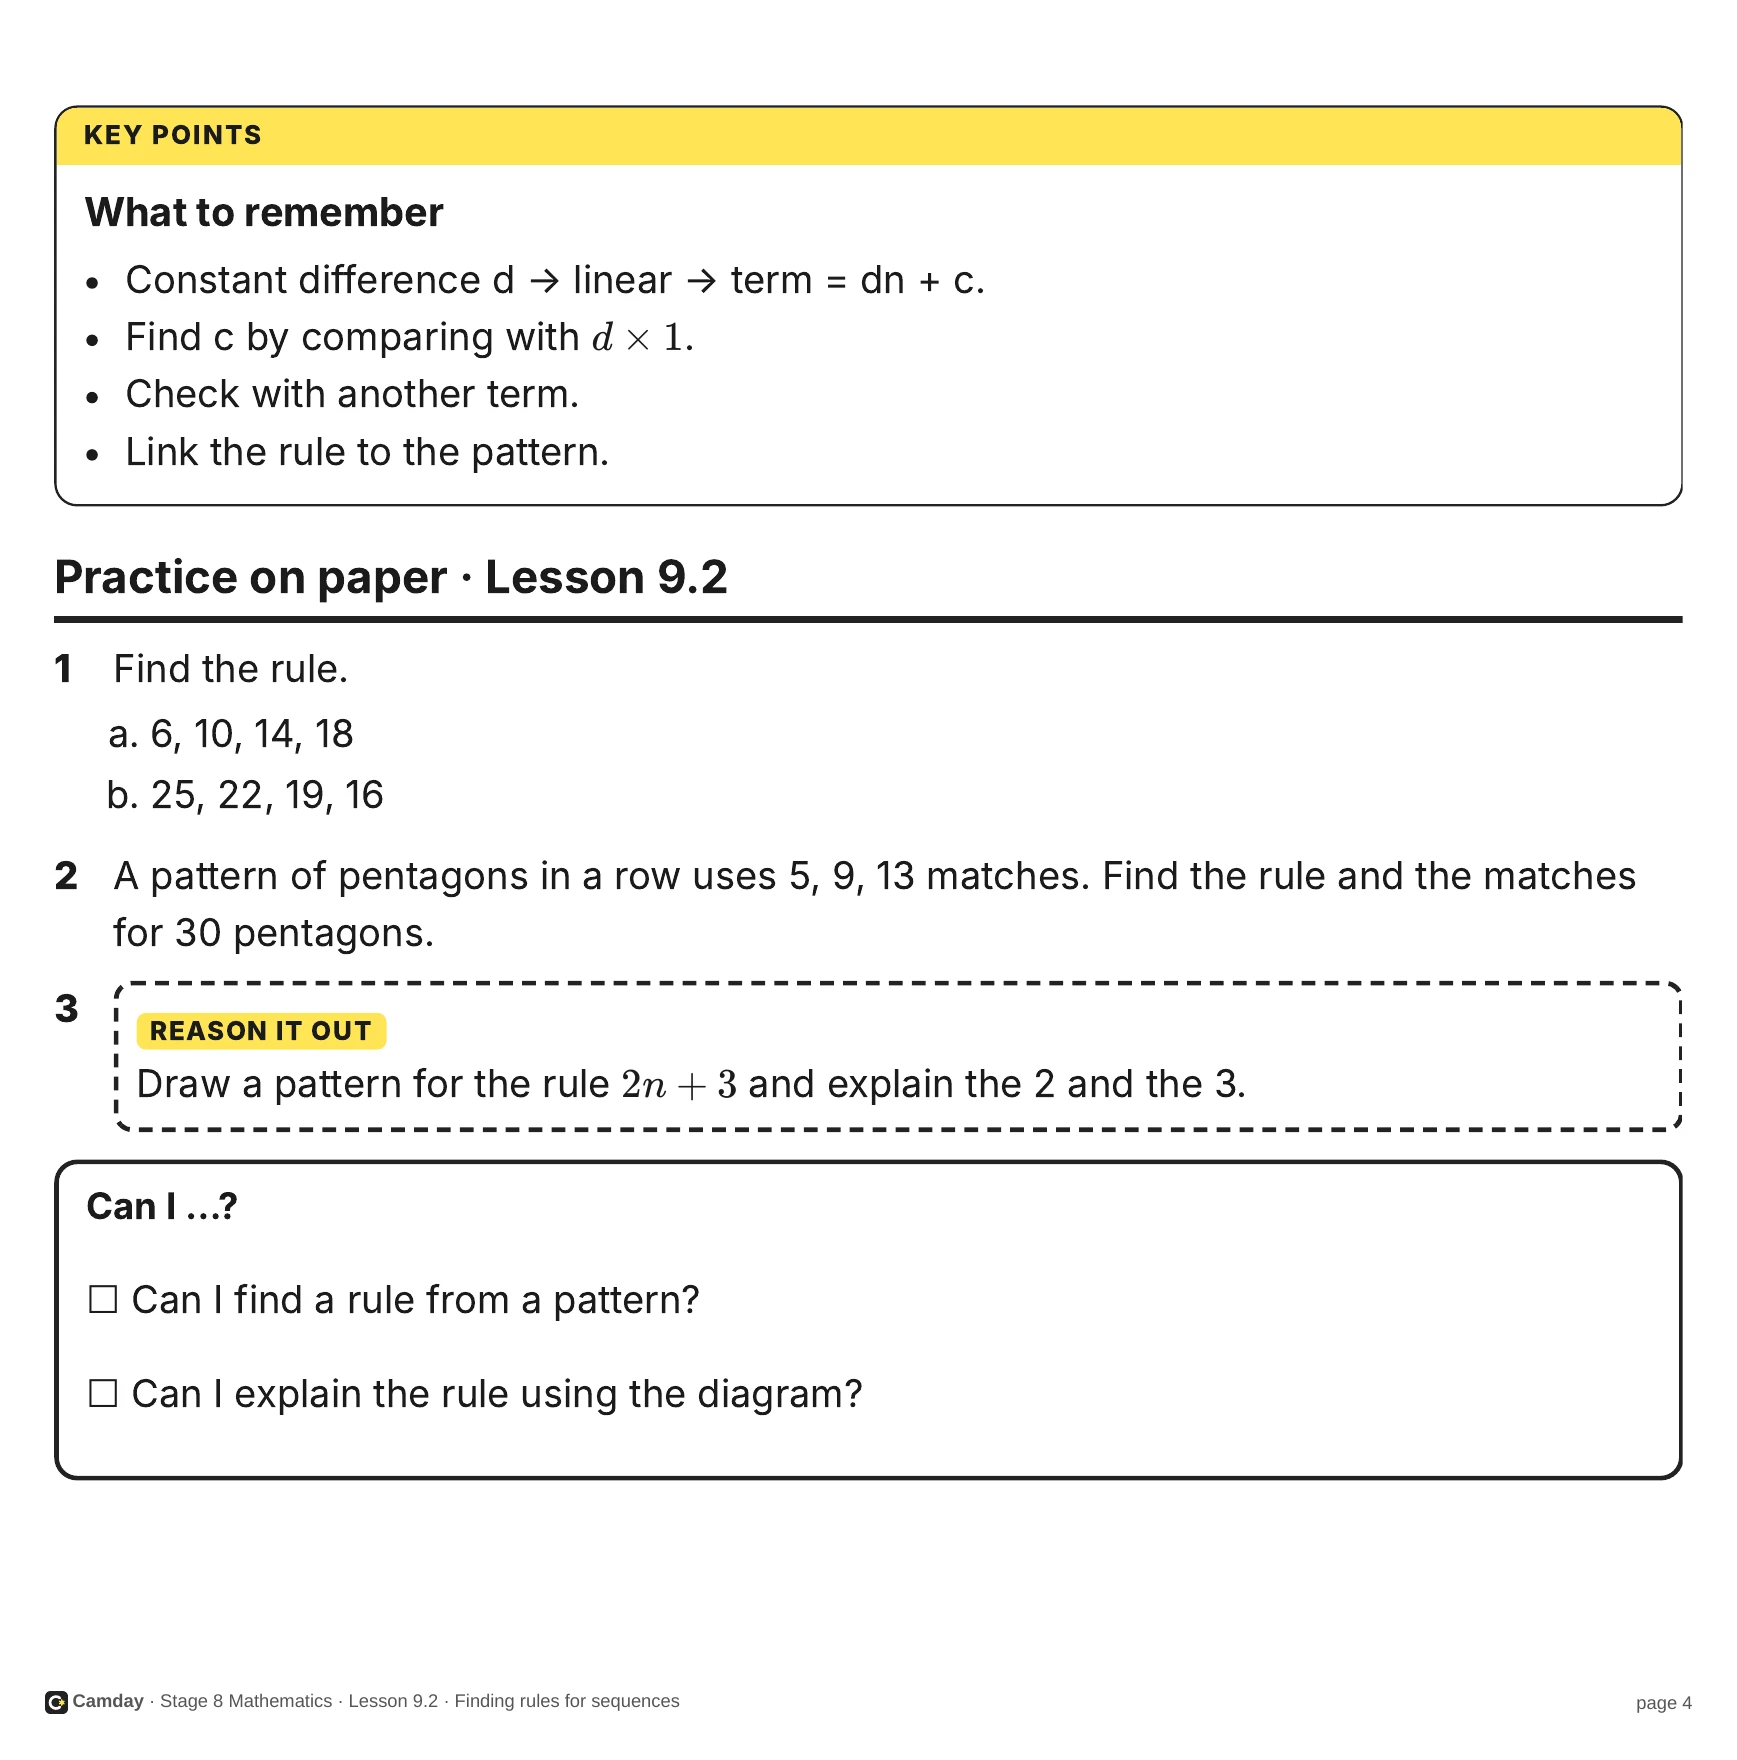 KEY POINTS
What to remember
• Constant difference d → linear → term = dn + c.
• Find c by comparing with d × 1.
• Check with another term.
• Link the rule to the pattern.
Practice on paper · Lesson 9.2
1 Find the rule.
a. 6, 10, 14, 18
b. 25, 22, 19, 16
2 A pattern of pentagons in a row uses 5, 9, 13 matches. Find the rule and the matches
for 30 pentagons.
3
REASON IT OUT
Draw a pattern for the rule 2n + 3 and explain the 2 and the 3.
Can I …?
☐ Can I find a rule from a pattern?
☐ Can I explain the rule using the diagram?
Camday · Stage 8 Mathematics · Lesson 9.2 · Finding rules for sequences
page 4